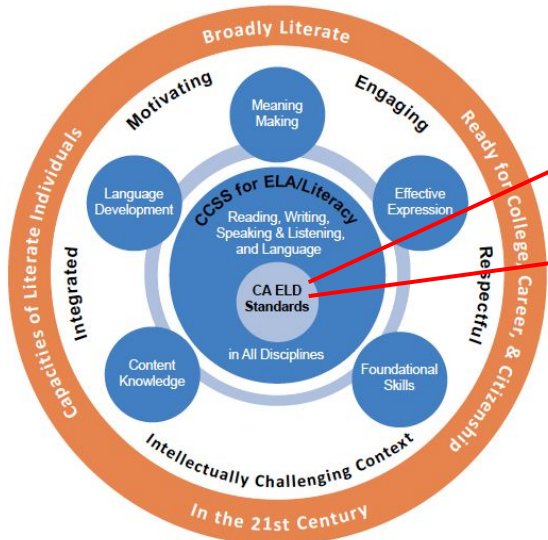 Broadly Literate
Motivating
Engaging
Meaning
Making
Capacities of Literate Individuals
Ready for College, Career, & Citizenship
Language
Development
CCSS for ELA/Literacy
Effective
Expression
Reading, Writing,
Speaking & Listening,
and Language
Integrated
Respectful
CA ELD
Standards
in All Disciplines
Content
Knowledge
Foundational
Skills
Intellectually Challenging Context
In the 21st Century